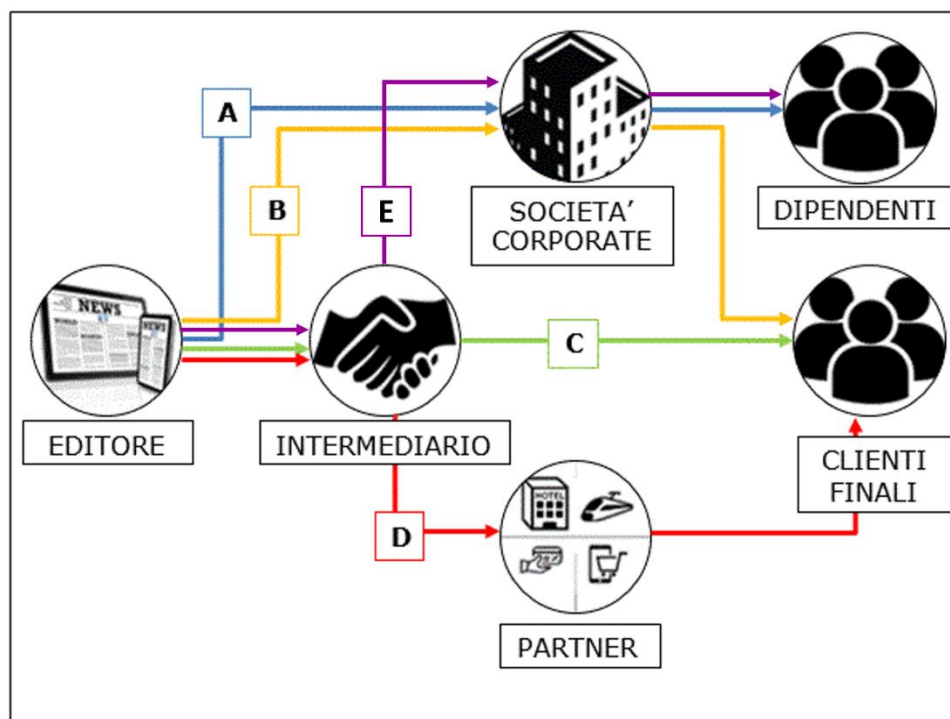 A
B
E
SOCIETA’
CORPORATE
DIPENDENTI
NEWS
NEWS
C
EDITORE
INTERMEDIARIO
CLIENTI
FINALI
HOTEL
D
PARTNER